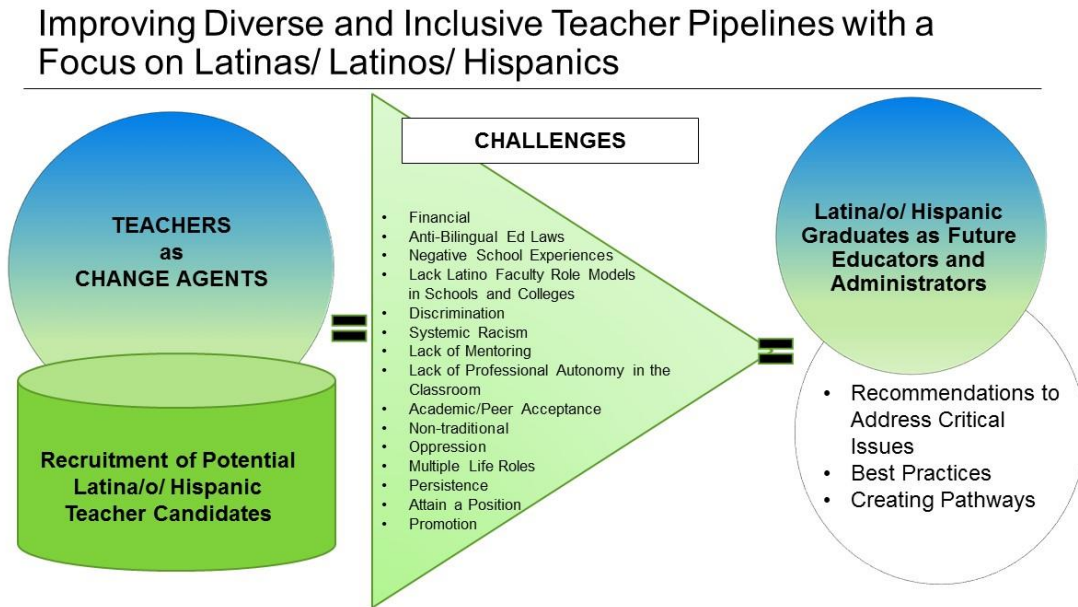 Improving Diverse and Inclusive Teacher Pipelines with a
Focus on Latinas/ Latinos/ Hispanics
TEACHERS
as
CHANGE AGENTS
Recruitment of Potential
Latina/o/ Hispanic
Teacher Candidates
=
CHALLENGES
• Financial
• Anti-Bilingual Ed Laws
• Negative School Experiences
• Lack Latino Faculty Role Models
in Schools and Colleges
• Discrimination
• Systemic Racism
• Lack of Mentoring
• Lack of Professional Autonomy in the
Classroom
• Academic/Peer Acceptance
• Non-traditional
• Oppression
• Multiple Life Roles
• Persistence
• Attain a Position
• Promotion
=
Latina/o/ Hispanic
Graduates as Future
Educators and
Administrators
• Recommendations to
Address Critical
Issues
• Best Practices
• Creating Pathways